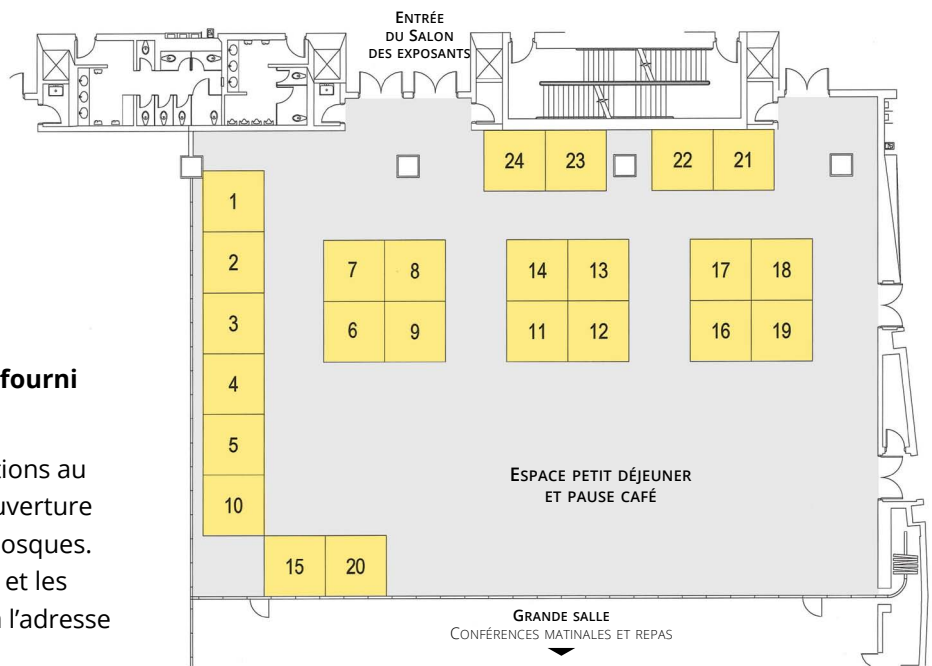 ENTRÉE
DU SALON
DES EXPOSANTS
24 23 22 21
1
2
7 8 14 13 17 18
3
6 9 11 12 16 19
4
5
10
15 20
ESPACE PETIT DÉJEUNER
ET PAUSE CAFÉ
GRANDE SALLE
CONFÉRENCES MATINALES ET REPAS
fourni
tions au
uverture
osques.
et les
l’adresse